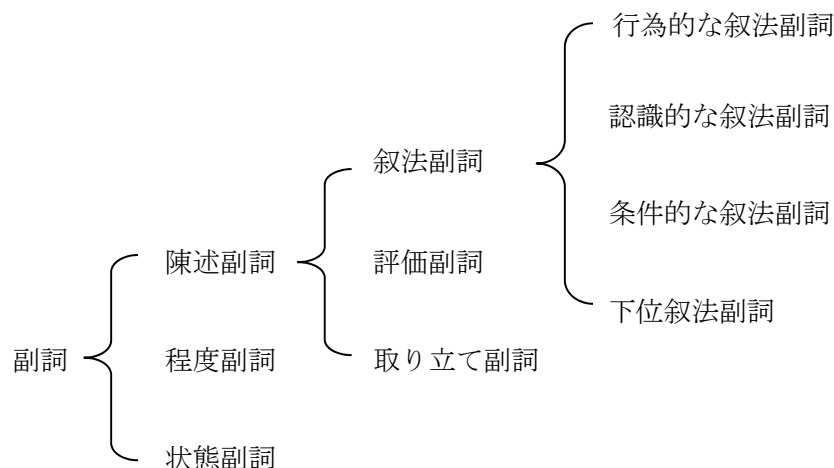 行為的な叙法副詞
認識的な叙法副詞
叙法副詞
条件的な叙法副詞
陳述副詞
評価副詞
下位叙法副詞
副詞
程度副詞
取り立て副詞
状態副詞